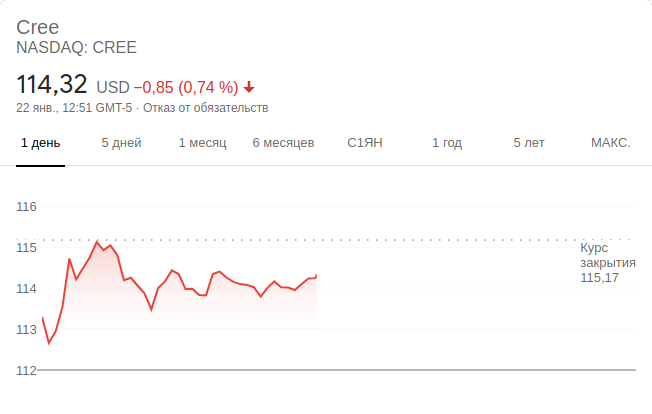 Cree
NASDAQ: CREE
114,32 USD −0,85 (0,74 %)
22 янв., 12:51 GMT-5 · Отказ от обязательств
1 день 5 дней 1 месяц 6 месяцев С1ЯН 1 год 5 лет МАКС.
116
115
Курс
закрытия
115,17
114
113
112